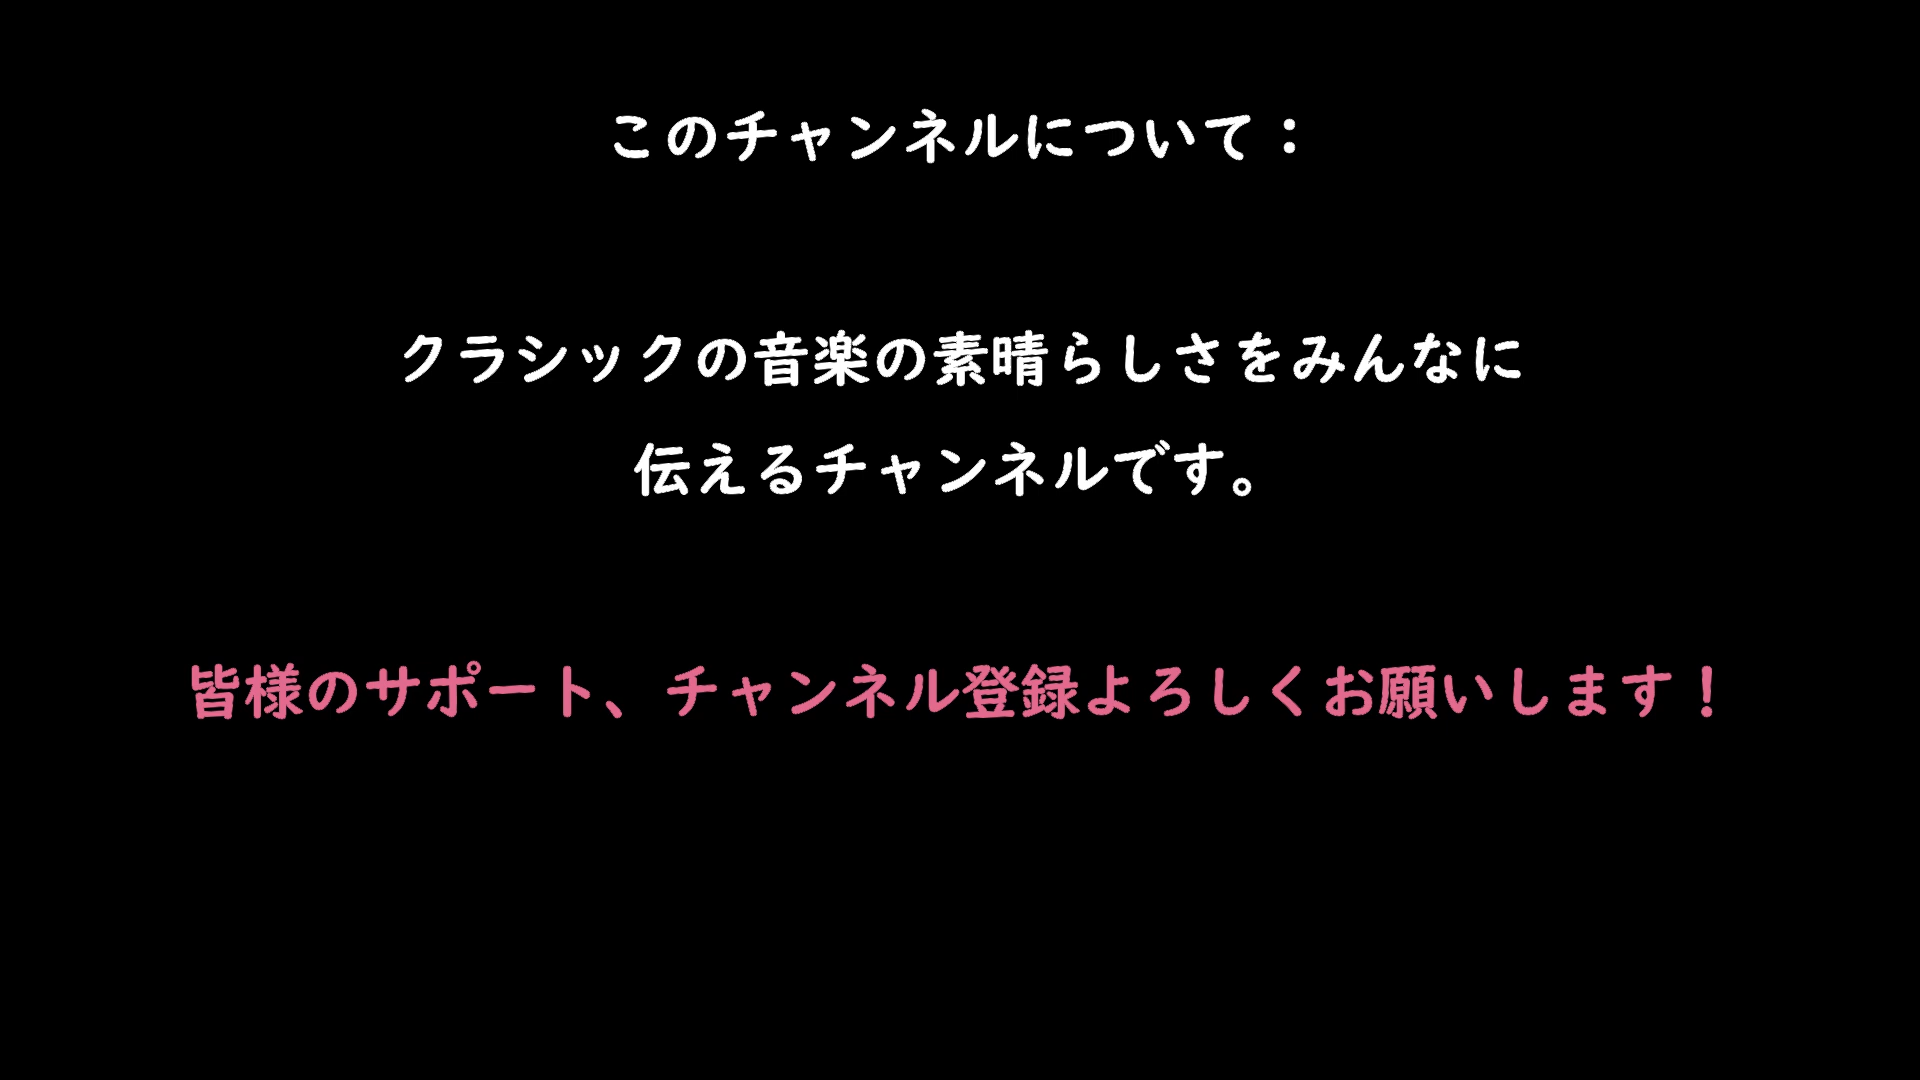 このチャンネルについて：
クラシックの音楽の素晴らしさをみんなに
伝えるチャンネルです。
皆様のサポート、チャンネル登録よろしくお願いします！